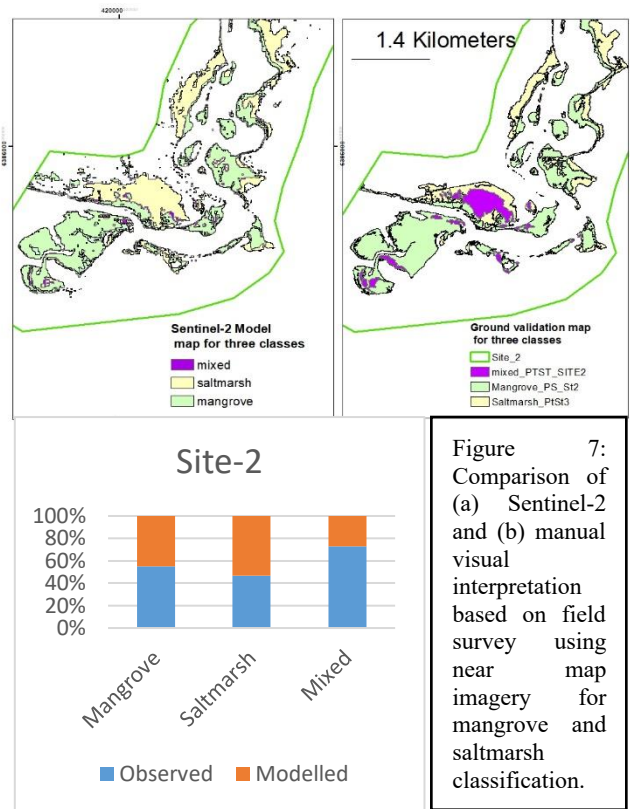 420000
6386000
Sentinel-2 Model
map for three classes
mixed
saltmarsh
mangrove
1.4 Kilometers
6386000
Ground validation map
for three classes
Site_2
mixed_PTST_SITE2
Mangrove_PS_St2
Saltmarsh_PtSt3
Site-2
100%
80%
60%
40%
20%
0%
Mangrove
Saltmarsh
Mixed
Observed
Modelled
Figure 7:
Comparison of
(a) Sentinel-2
and (b) manual
visual
interpretation
based on field
survey using
near map
imagery for
mangrove and
saltmarsh
classification.